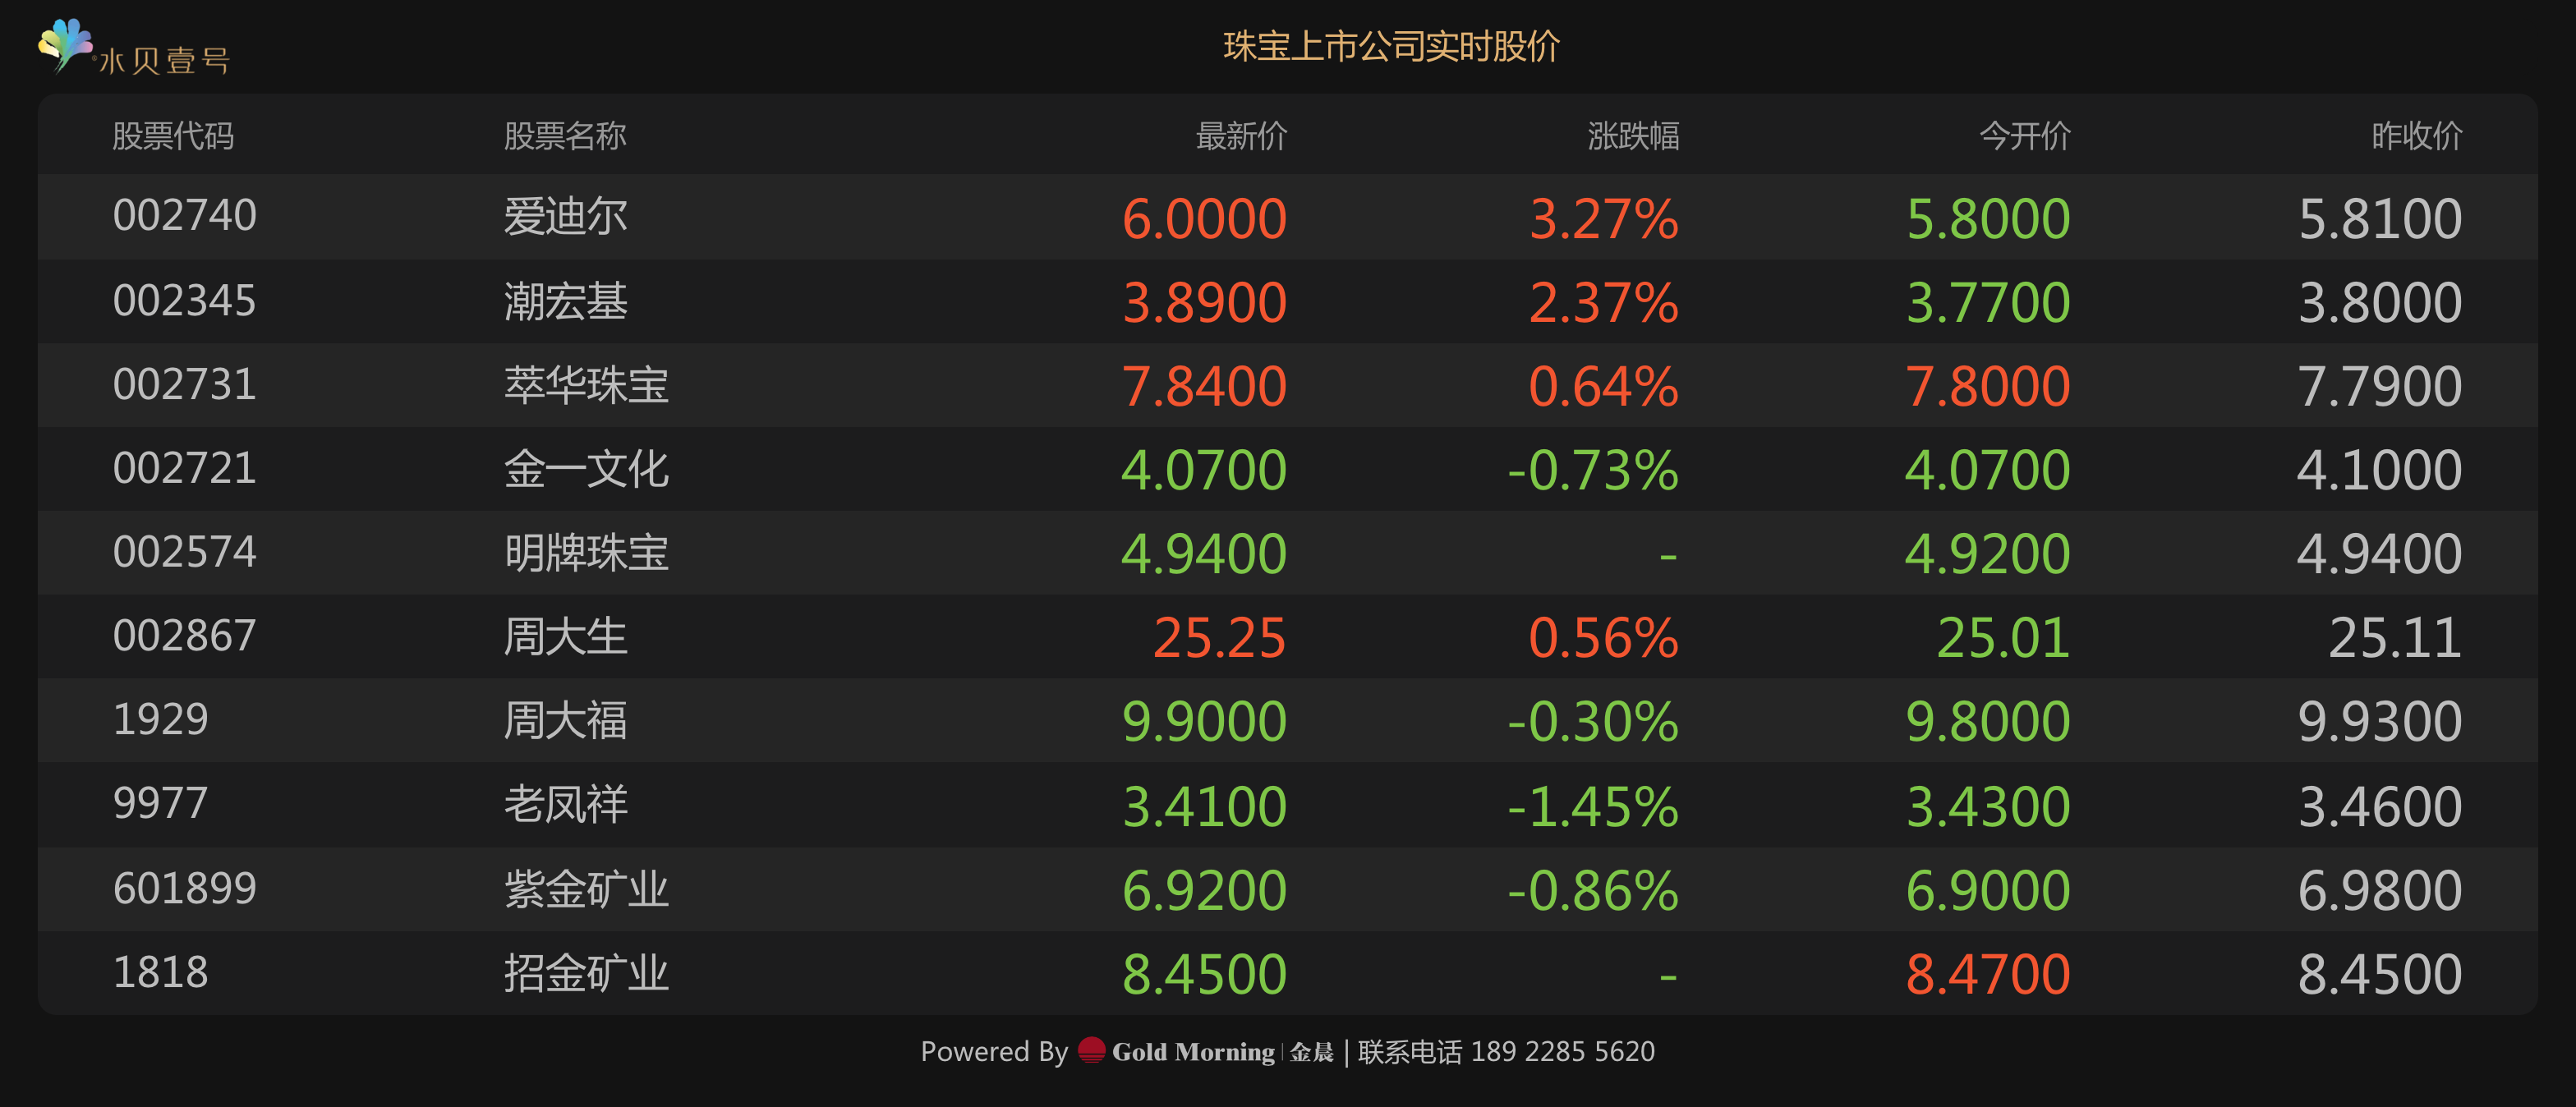 水贝壹号
珠宝上市公司实时股价
股票代码 股票名称 最新价 涨跌幅 今开价 昨收价
002740 爱迪尔 6.0000 3.27% 5.8000 5.8100
002345 潮宏基 3.8900 2.37% 3.7700 3.8000
002731 萃华珠宝 7.8400 0.64% 7.8000 7.7900
002721 金一文化 4.0700 -0.73% 4.0700 4.1000
002574 明牌珠宝 4.9400 - 4.9200 4.9400
002867 周大生 25.25 0.56% 25.01 25.11
1929 周大福 9.9000 -0.30% 9.8000 9.9300
9977 老凤祥 3.4100 -1.45% 3.4300 3.4600
601899 紫金矿业 6.9200 -0.86% 6.9000 6.9800
1818 招金矿业 8.4500 - 8.4700 8.4500
Powered By Gold Morning | 金晨 | 联系电话 189 2285 5620